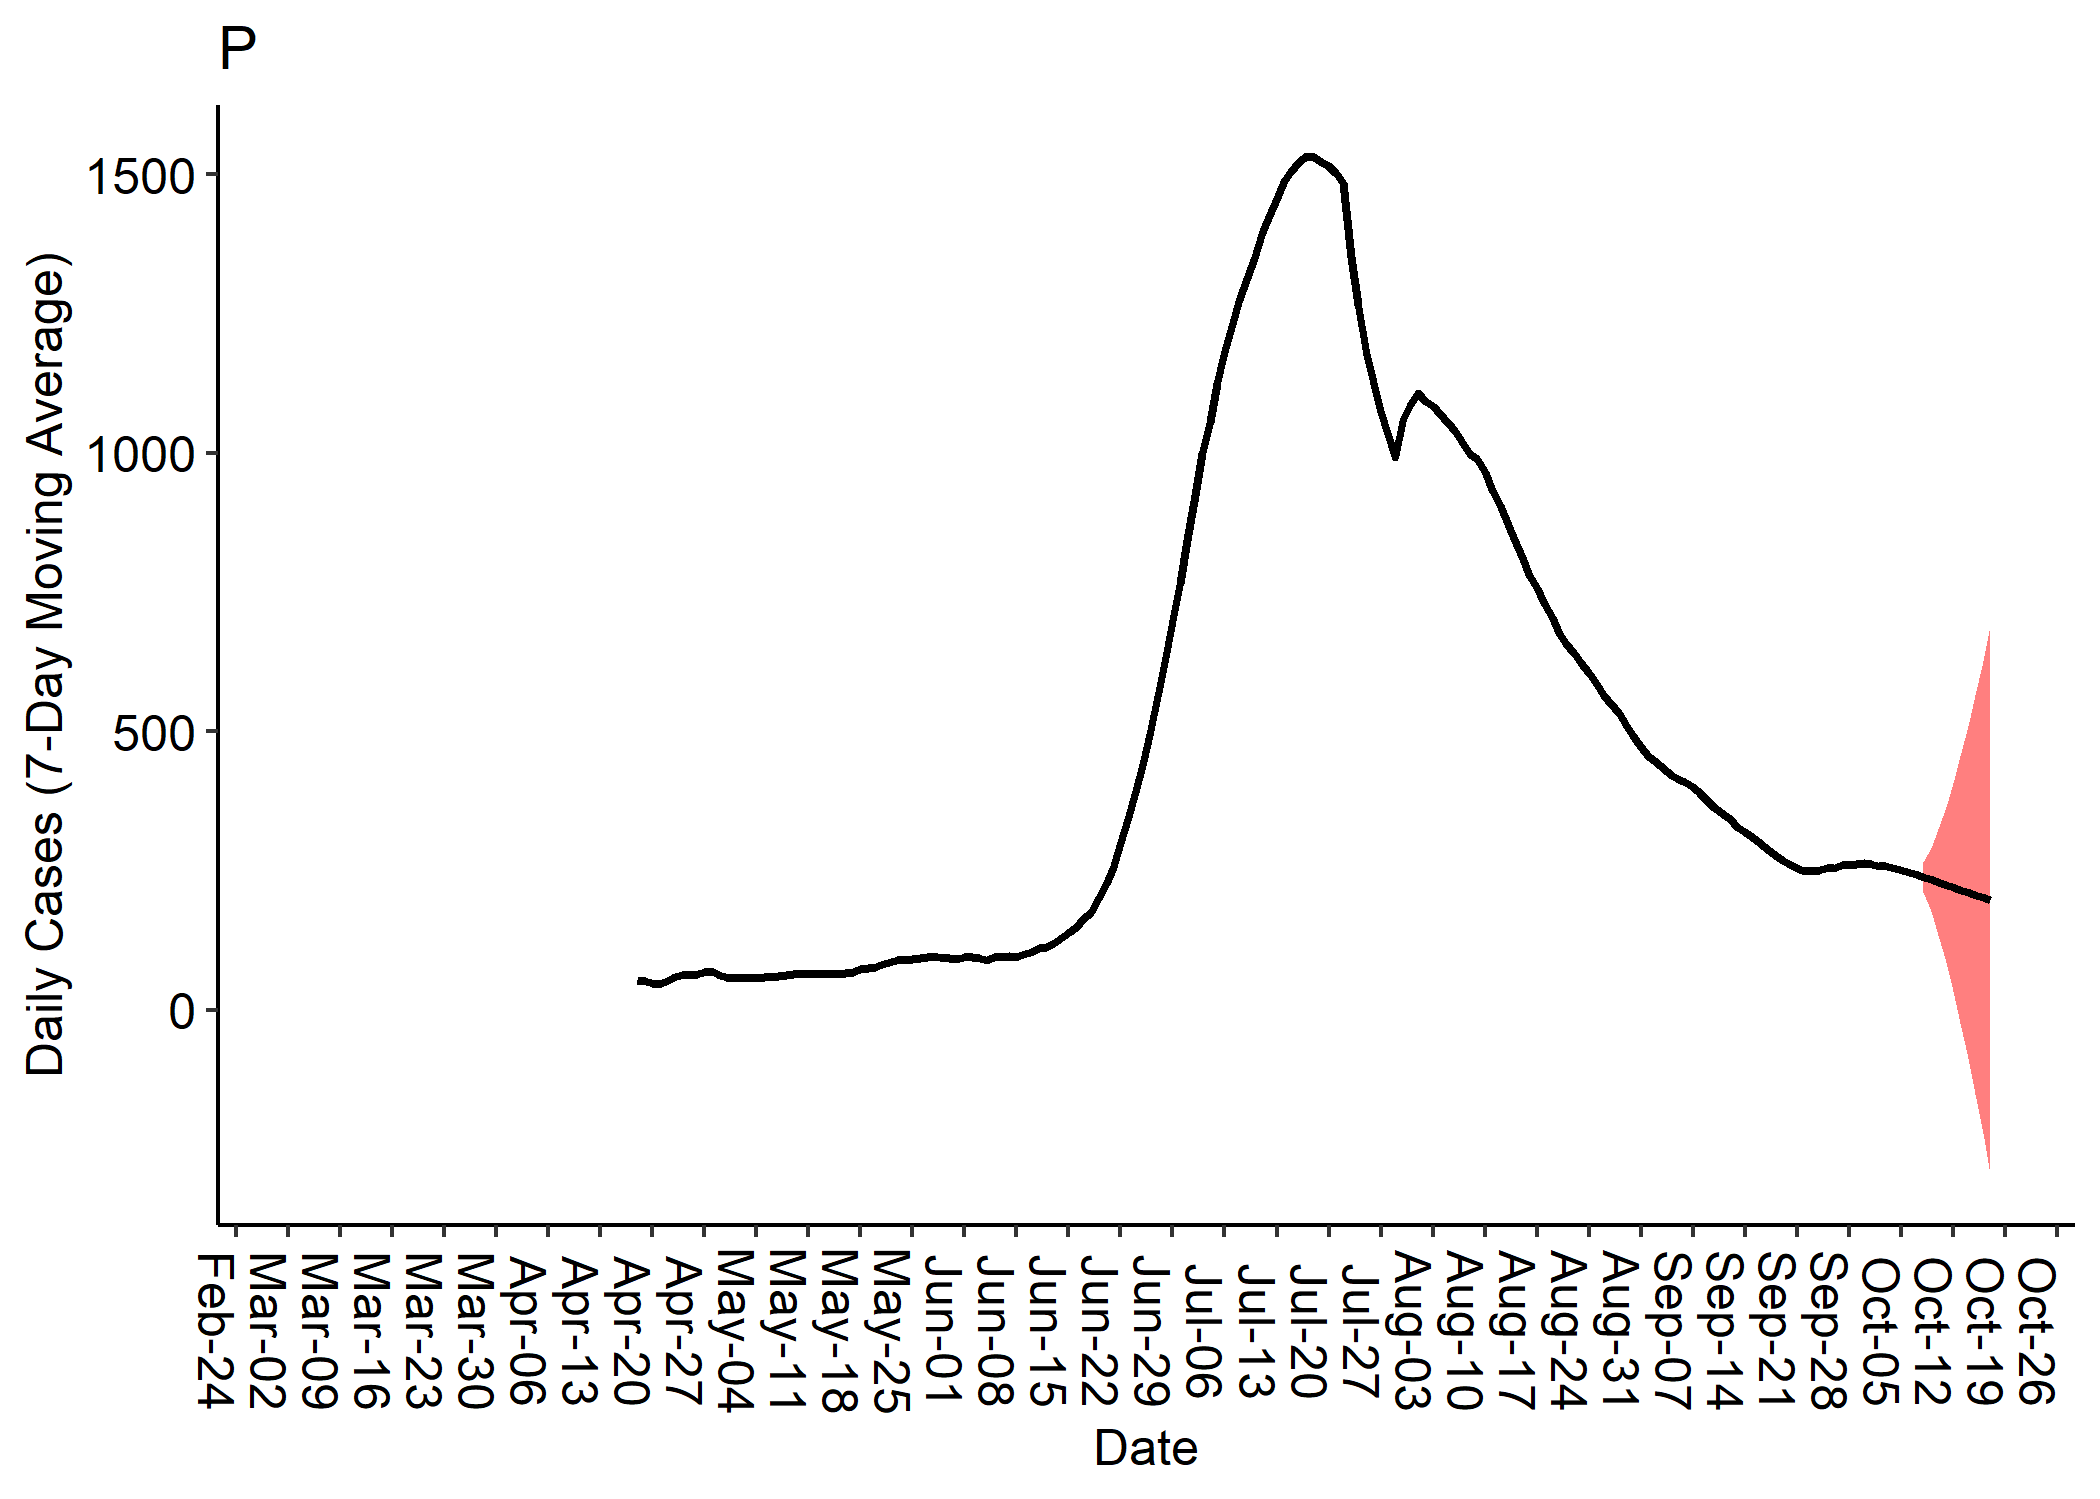 P
Daily Cases (7-Day Moving Average)
1500
1000
500
0
Feb-24
Mar-02
Mar-09
Mar-16
Mar-23
Mar-30
Apr-06
Apr-13
Apr-20
Apr-27
May-04
May-11
May-18
May-25
Jun-01
Jun-08
Jun-15
Jun-22
Jun-29
Jul-06
Jul-13
Jul-20
Jul-27
Aug-03
Aug-10
Aug-17
Aug-24
Aug-31
Sep-07
Sep-14
Sep-21
Sep-28
Oct-05
Oct-12
Oct-19
Oct-26
Date